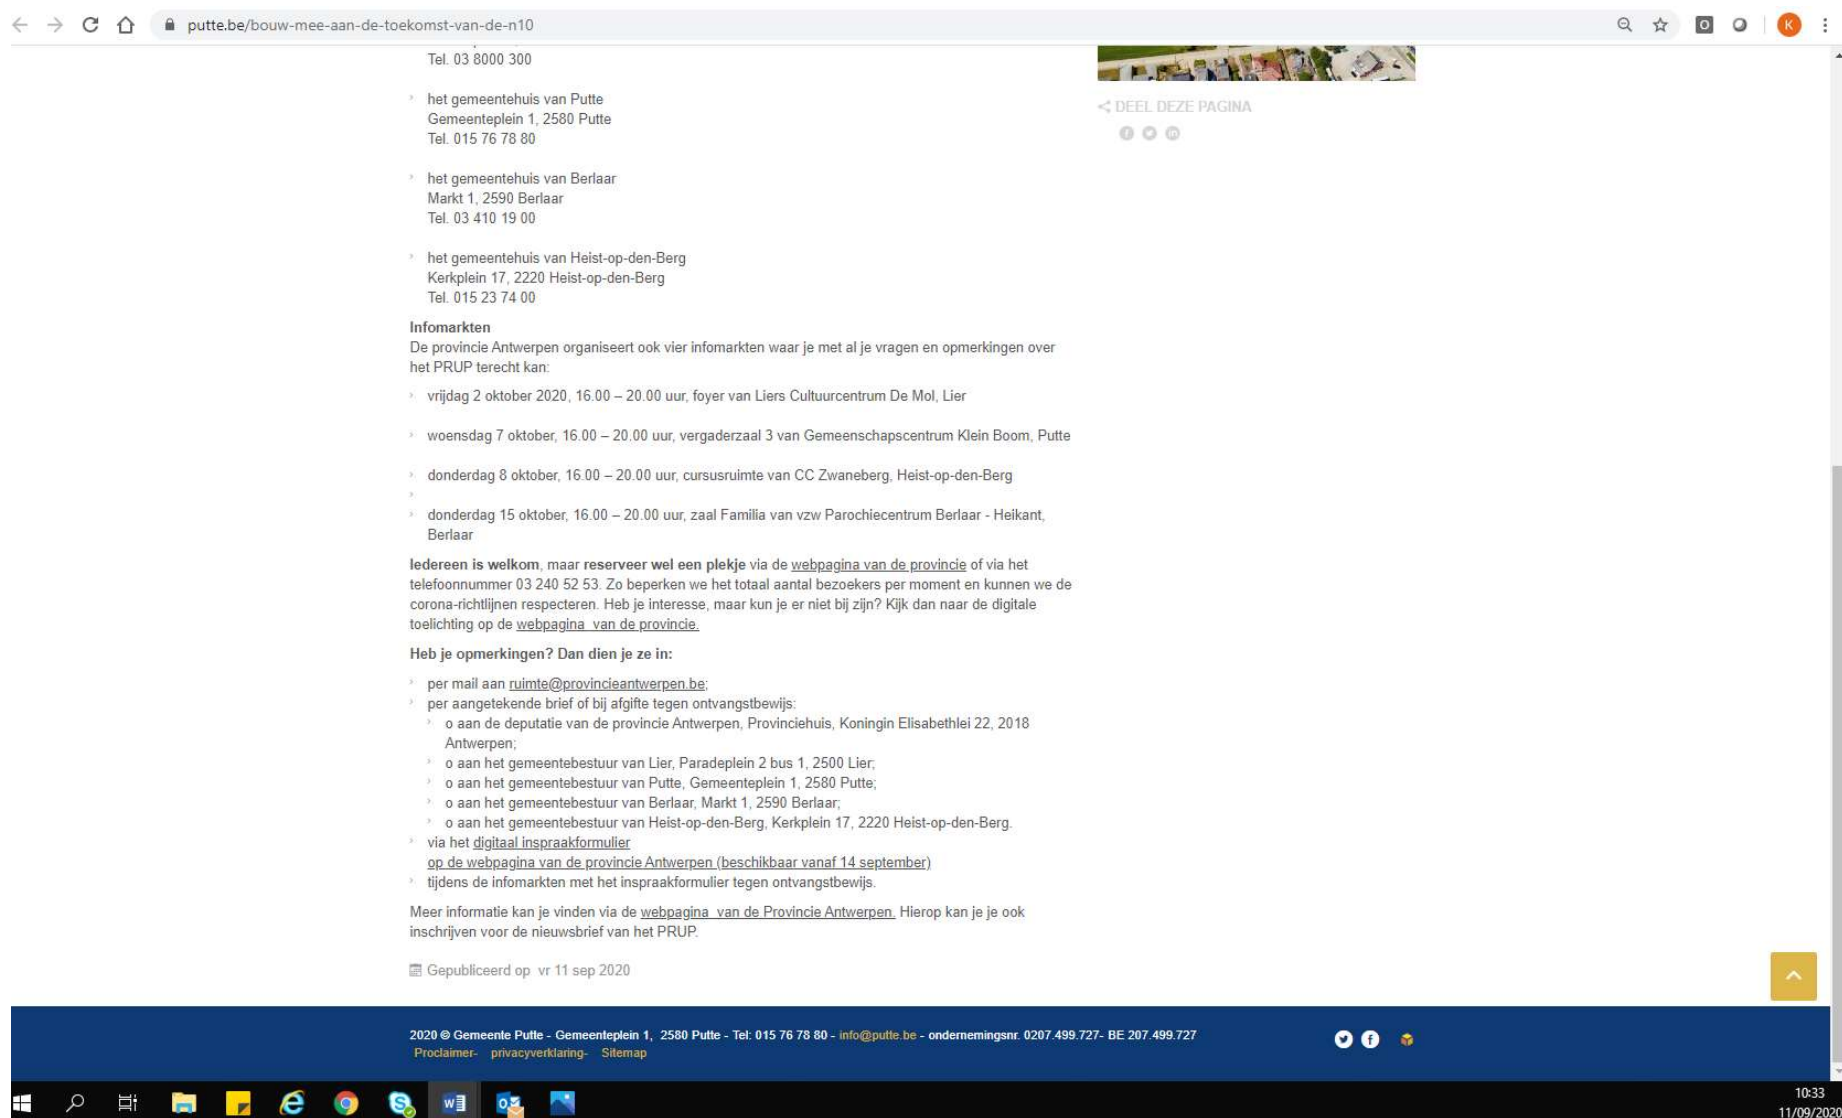 putte.be/bouw-mee-aan-de-toekomst-van-de-n10
K
Tel. 03 8000 300
DEEL DEZE PAGINA
het gemeentehuis van Putte
Gemeenteplein 1, 2580 Putte
Tel. 015 76 78 80
het gemeentehuis van Berlaar
Markt 1, 2590 Berlaar
Tel. 03 410 19 00
het gemeentehuis van Heist-op-den-Berg
Kerkplein 17, 2220 Heist-op-den-Berg
Tel. 015 23 74 00
Infomarkten
De provincie Antwerpen organiseert ook vier infomarkten waar je met al je vragen en opmerkingen over
het PRUP terecht kan:
vrijdag 2 oktober 2020, 16.00 – 20.00 uur, foyer van Liers Cultuurcentrum De Mol, Lier
woensdag 7 oktober, 16.00 – 20.00 uur, vergaderzaal 3 van Gemeenschapscentrum Klein Boom, Putte
donderdag 8 oktober, 16.00 – 20.00 uur, cursusruimte van CC Zwaneberg, Heist-op-den-Berg
donderdag 15 oktober, 16.00 – 20.00 uur, zaal Familia van vzw Parochiecentrum Berlaar - Heikant,
Berlaar
Iedereen is welkom, maar reserveer wel een plekje via de webpagina van de provincie of via het
telefoonnummer 03 240 52 53. Zo beperken we het totaal aantal bezoekers per moment en kunnen we de
corona-richtlijnen respecteren. Heb je interesse, maar kun je er niet bij zijn? Kijk dan naar de digitale
toelichting op de webpagina van de provincie.
Heb je opmerkingen? Dan dien je ze in:
per mail aan ruimte@provincieantwerpen.be;
per aangetekende brief of bij afgifte tegen ontvangstbewijs:
o aan de deputatie van de provincie Antwerpen, Provinciehuis, Koningin Elisabethlei 22, 2018
Antwerpen;
o aan het gemeentebestuur van Lier, Paradeplein 2 bus 1, 2500 Lier;
o aan het gemeentebestuur van Putte, Gemeenteplein 1, 2580 Putte;
o aan het gemeentebestuur van Berlaar, Markt 1, 2590 Berlaar;
o aan het gemeentebestuur van Heist-op-den-Berg, Kerkplein 17, 2220 Heist-op-den-Berg.
via het digitaal inspraakformulier
op de webpagina van de provincie Antwerpen (beschikbaar vanaf 14 september)
tijdens de infomarkten met het inspraakformulier tegen ontvangstbewijs.
Meer informatie kan je vinden via de webpagina van de Provincie Antwerpen. Hierop kan je je ook
inschrijven voor de nieuwsbrief van het PRUP.
Gepubliceerd op vr 11 sep 2020
2020 © Gemeente Putte - Gemeenteplein 1, 2580 Putte - Tel: 015 76 78 80 - info@putte.be - ondernemingsnr. 0207.499.727- BE 207.499.727
Proclaimer- privacyverklaring- Sitemap
10:33
11/09/2020